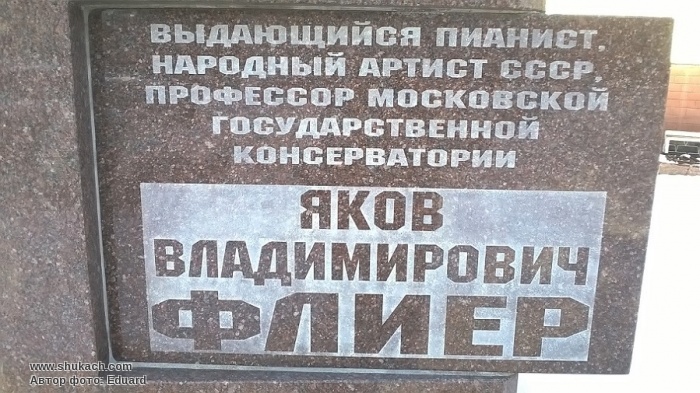 ВЫДАЮЩИЙСЯ ПИАНИСТ,
НАРОДНЫЙ АРТИСТ СССР,
ПРОФЕССОР МОСКОВСКОЙ
ГОСУДАРСТВЕННОЙ
КОНСЕРВАТОРИИ
ЯКОВ
ВЛАДИМИРОВИЧ
ФЛИЕР
www.shukach.com
Автор фото: Eduard